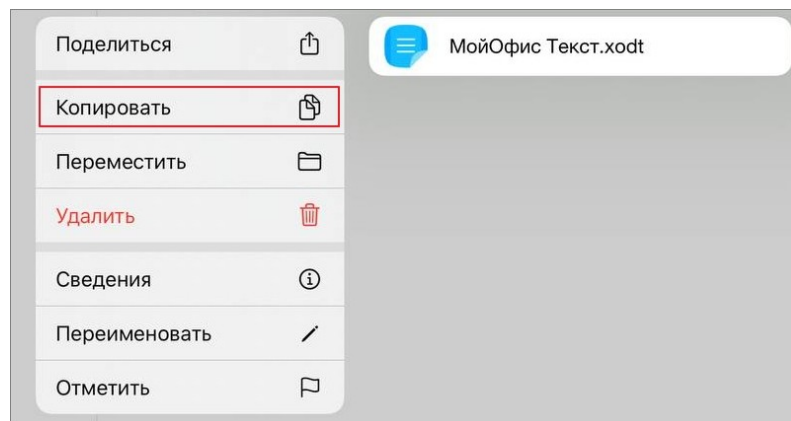 Поделиться
МойОфис Текст.xodt
Копировать
Переместить
Удалить
Сведения
Переименовать
Отметить